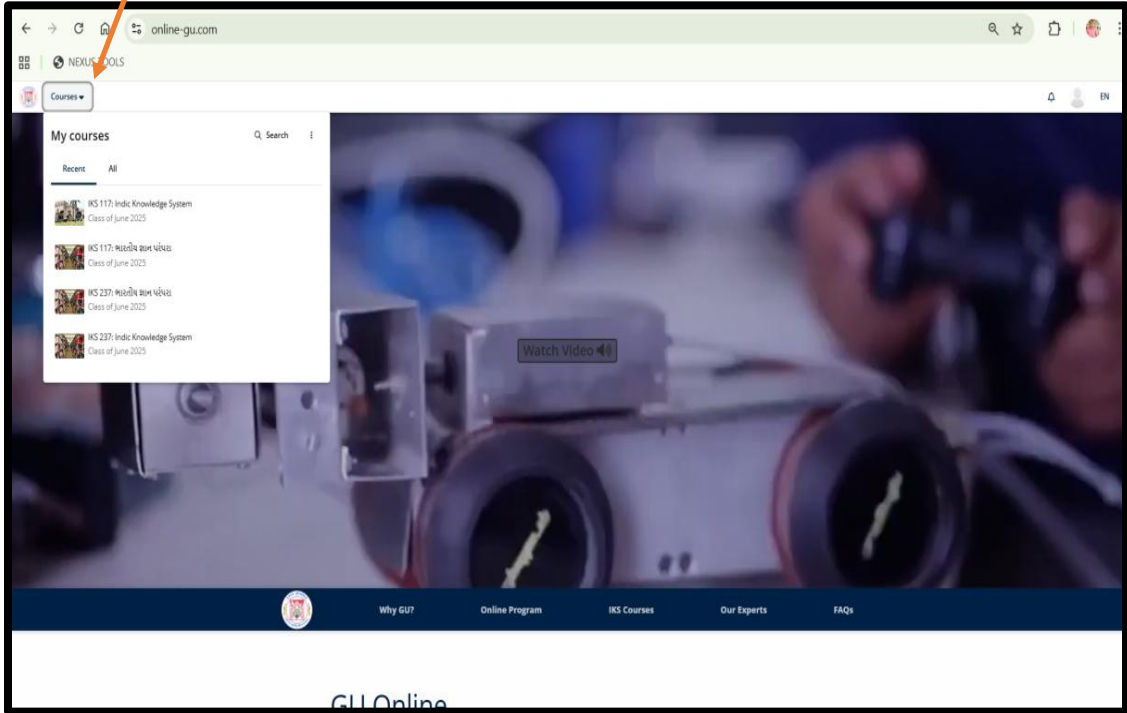 online-gu.com
NEXUS TOOLS
Courses
EN
My courses
Search
Recent All
IKS 117: Indic Knowledge System
Class of June 2025
IKS 117: ભારતીય જ્ઞાન પરંપરા
Class of June 2025
IKS 237: ભારતીય જ્ઞાન પરંપરા
Class of June 2025
IKS 237: Indic Knowledge System
Class of June 2025
Watch Video
Why GU? Online Program IKS Courses Our Experts FAQs
GU Online